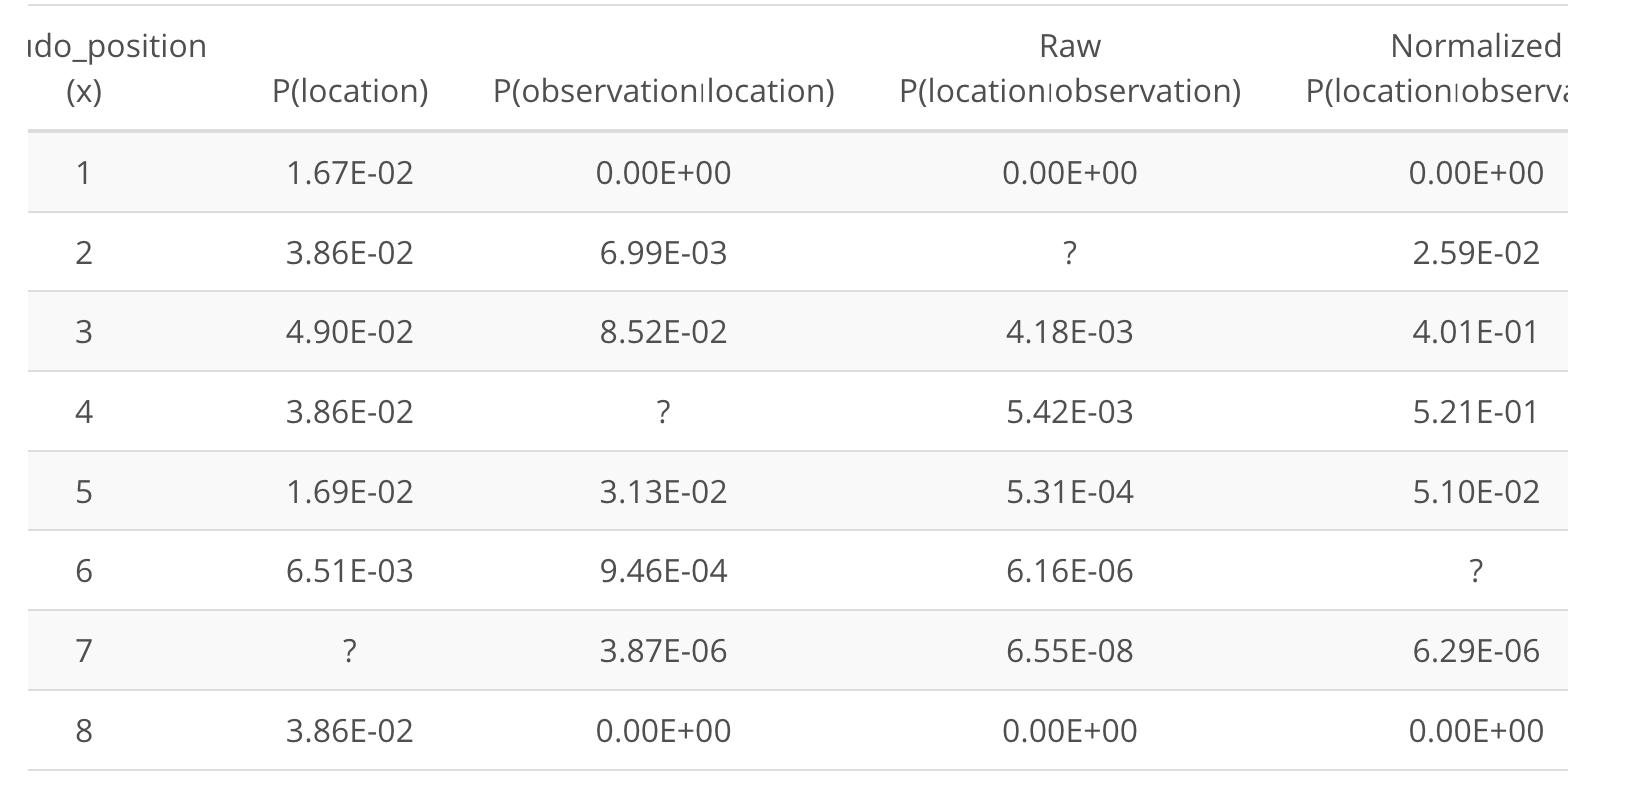 udo_position (x) P(location) P(observation|location) Raw P(location|observation) Normalized P(location|observa
1 1.67E-02 0.00E+00 0.00E+00 0.00E+00
2 3.86E-02 6.99E-03 ? 2.59E-02
3 4.90E-02 8.52E-02 4.18E-03 4.01E-01
4 3.86E-02 ? 5.42E-03 5.21E-01
5 1.69E-02 3.13E-02 5.31E-04 5.10E-02
6 6.51E-03 9.46E-04 6.16E-06 ?
7 ? 3.87E-06 6.55E-08 6.29E-06
8 3.86E-02 0.00E+00 0.00E+00 0.00E+00